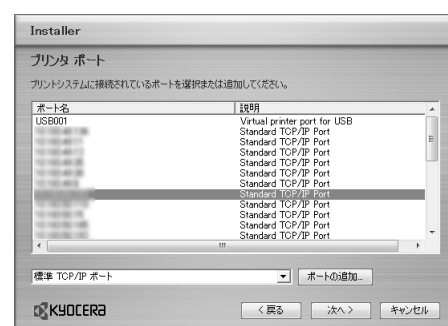 Installer
プリンタ ポート
プリントシステムに接続されているポートを選択または追加してください。
ポート名 説明
USB001 Virtual printer port for USB
Standard TCP/IP Port
Standard TCP/IP Port
Standard TCP/IP Port
Standard TCP/IP Port
Standard TCP/IP Port
Standard TCP/IP Port
Standard TCP/IP Port
Standard TCP/IP Port
Standard TCP/IP Port
Standard TCP/IP Port
Standard TCP/IP Port
標準 TCP/IP ポート ポートの追加...
KYOCERA < 戻る 次へ > キャンセル